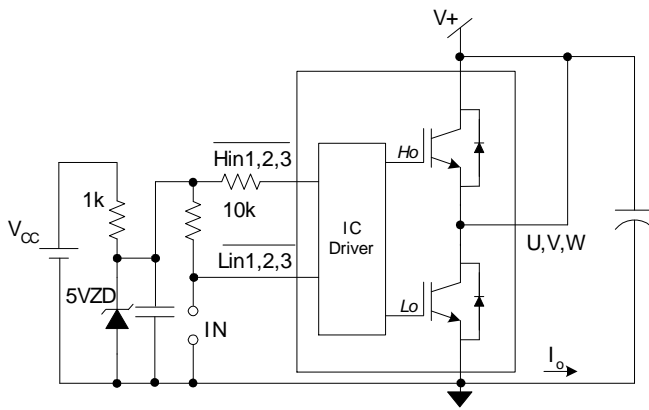 V+
Hin1,2,3
Ho
1k
10k
IC
Driver
VCC
U,V,W
Lin1,2,3
5VZD
Lo
IN
Io